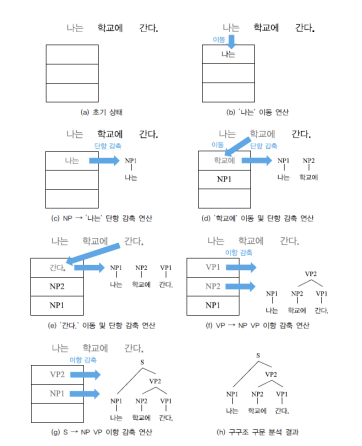 나는 학교에 간다. 나는 학교에 간다.
이동
나는
(a) 초기 상태 (b) '나는' 이동 연산
나는 학교에 간다. 나는 학교에 간다.
단항 감축 이동 단항 감축
나는 NP1 학교에 NP1 NP2
나는 NP1 나는 학교에
(c) NP → '나는' 단항 감축 연산 (d) '학교에' 이동 및 단항 감축 연산
나는 학교에 간다. 나는 학교에 간다.
이항 감축
간다. NP1 NP2 VP1 VP1 VP2
NP2 나는 학교에 간다. NP2 NP1 NP2 VP1
NP1 NP1 나는 학교에 간다.
(e) '간다.' 이동 및 단항 감축 연산 (f) VP → NP VP 이항 감축 연산
나는 학교에 간다.
이항 감축 S S
VP2 VP2 VP2
NP1 NP1 NP2 VP1 NP1 NP2 VP1
나는 학교에 간다. 나는 학교에 간다.
(g) S → NP VP 이항 감축 연산 (h) 구구조 구문 분석 결과